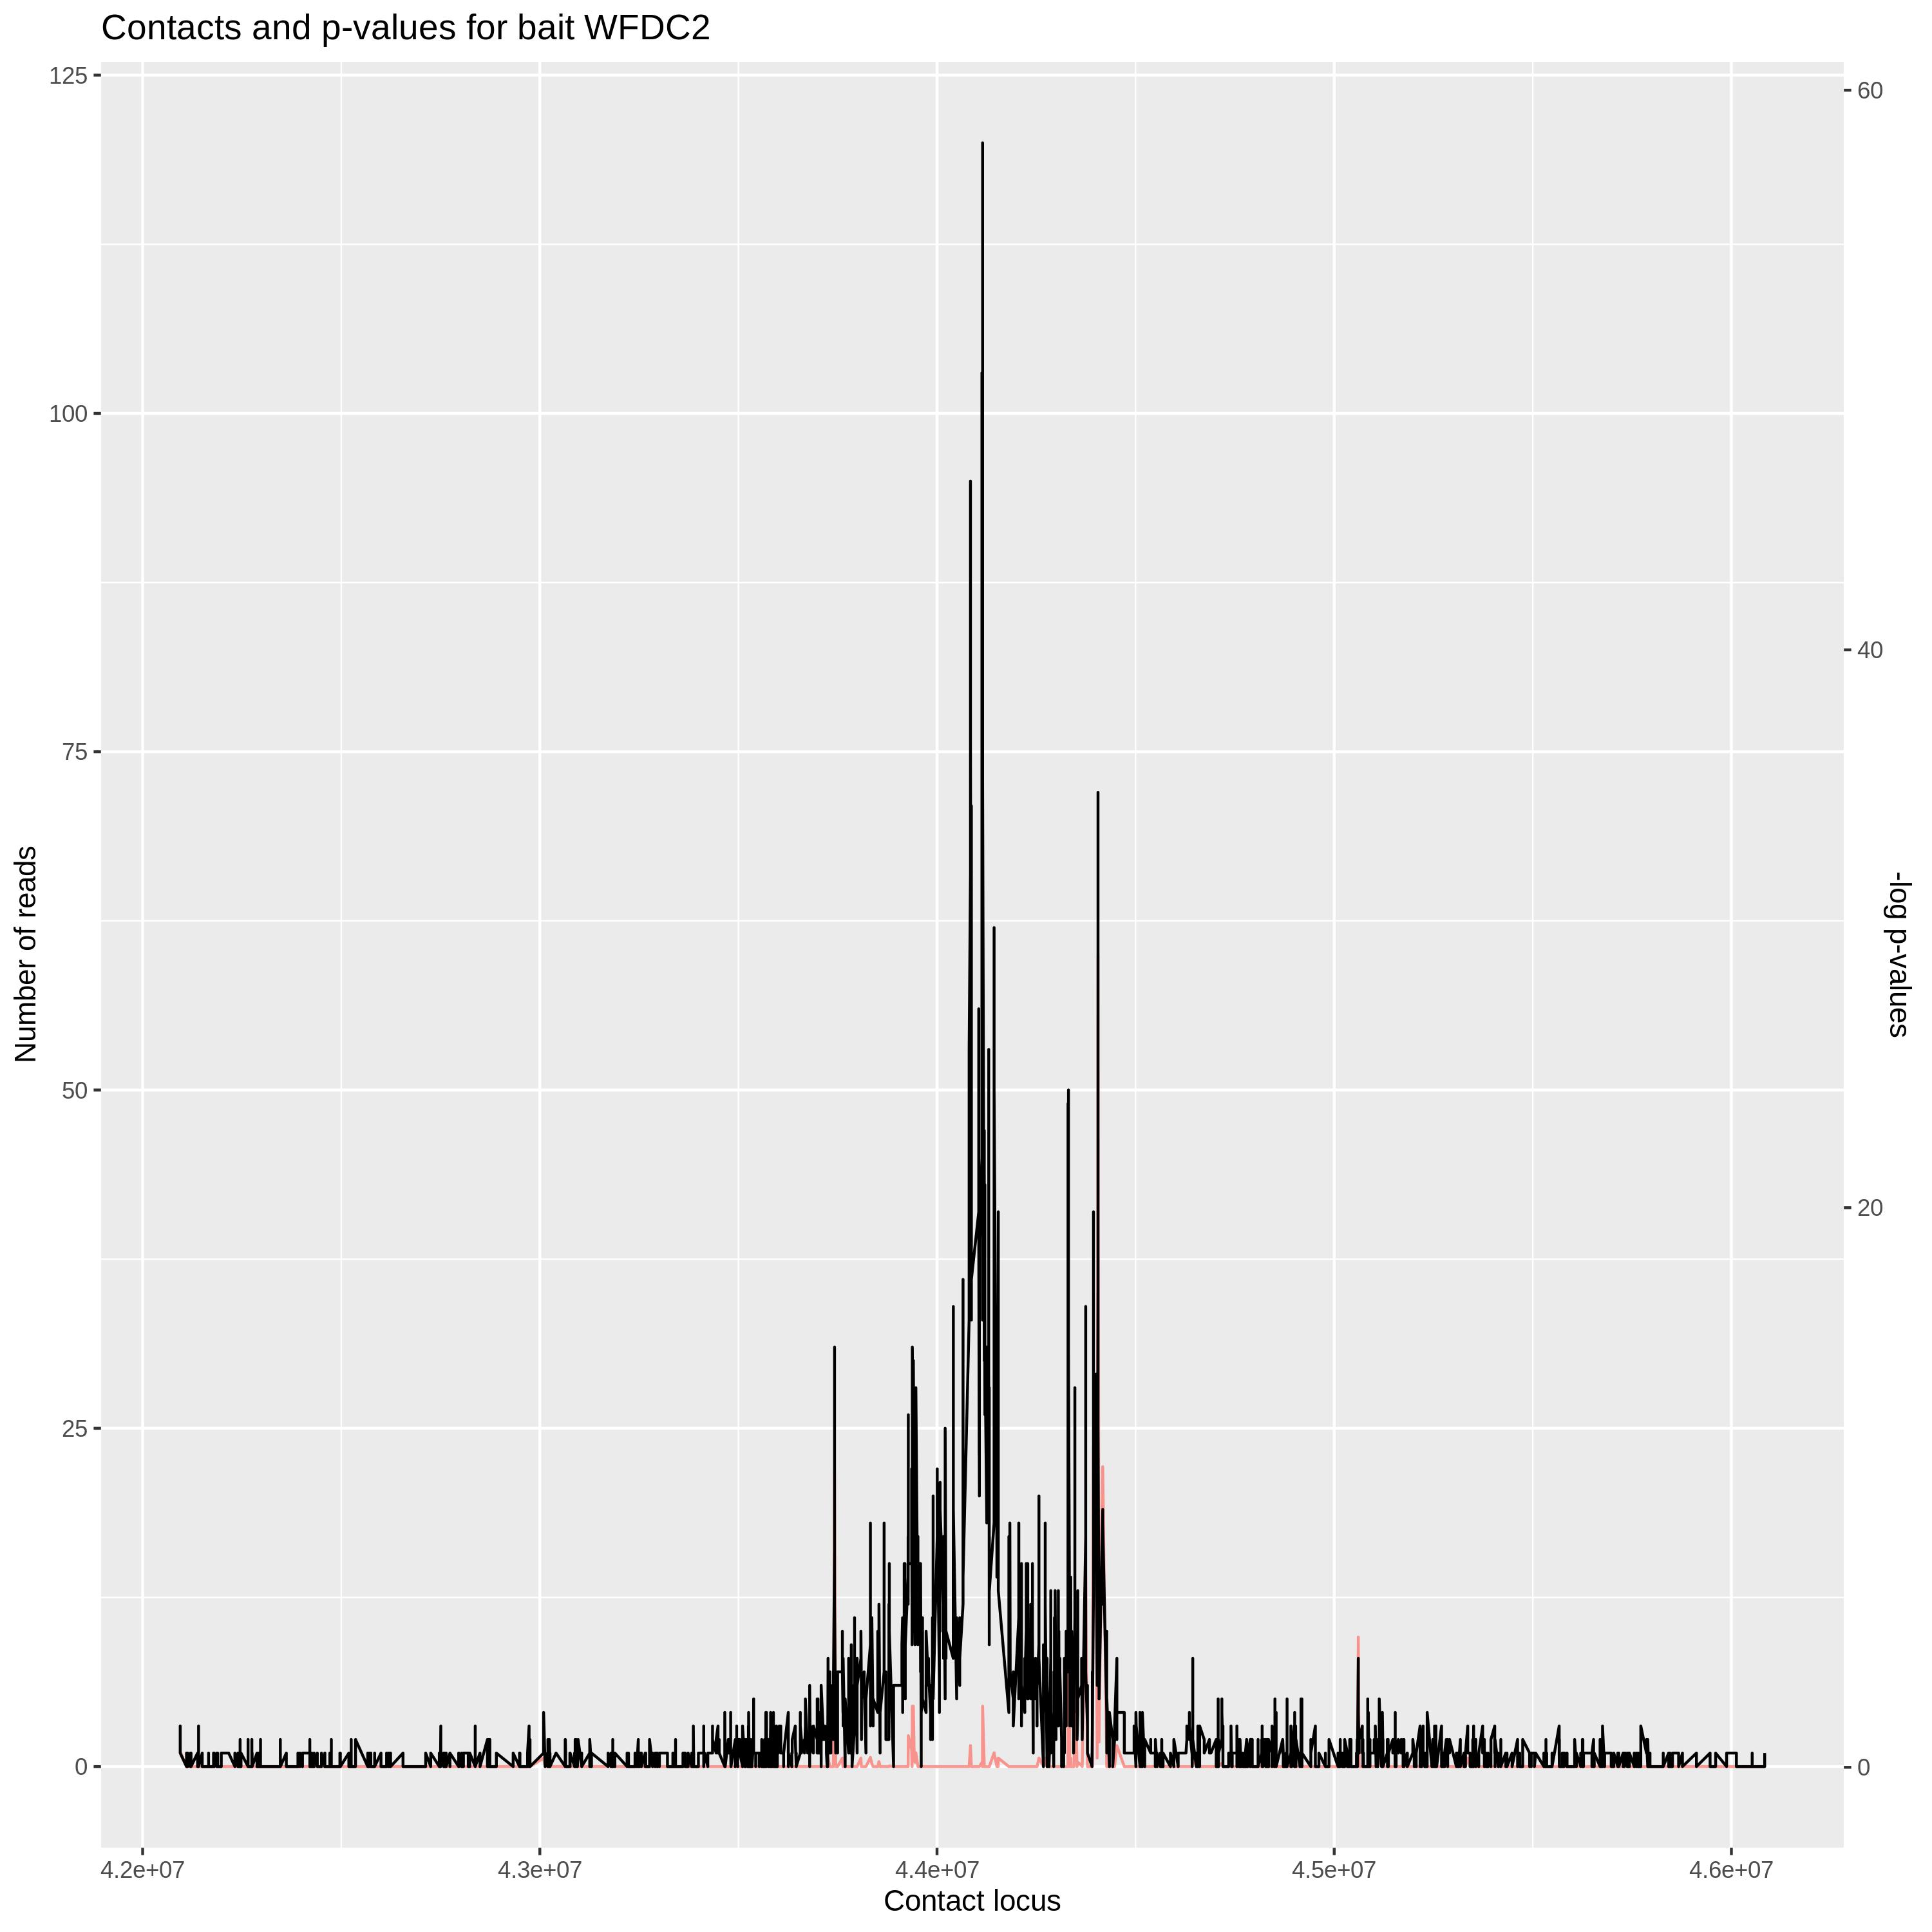 Contacts and p-values for bait WFDC2
125
100
75
50
25
0
Number of reads
60
40
20
0
-log p-values
4.2e+07
4.3e+07
4.4e+07
4.5e+07
4.6e+07
Contact locus